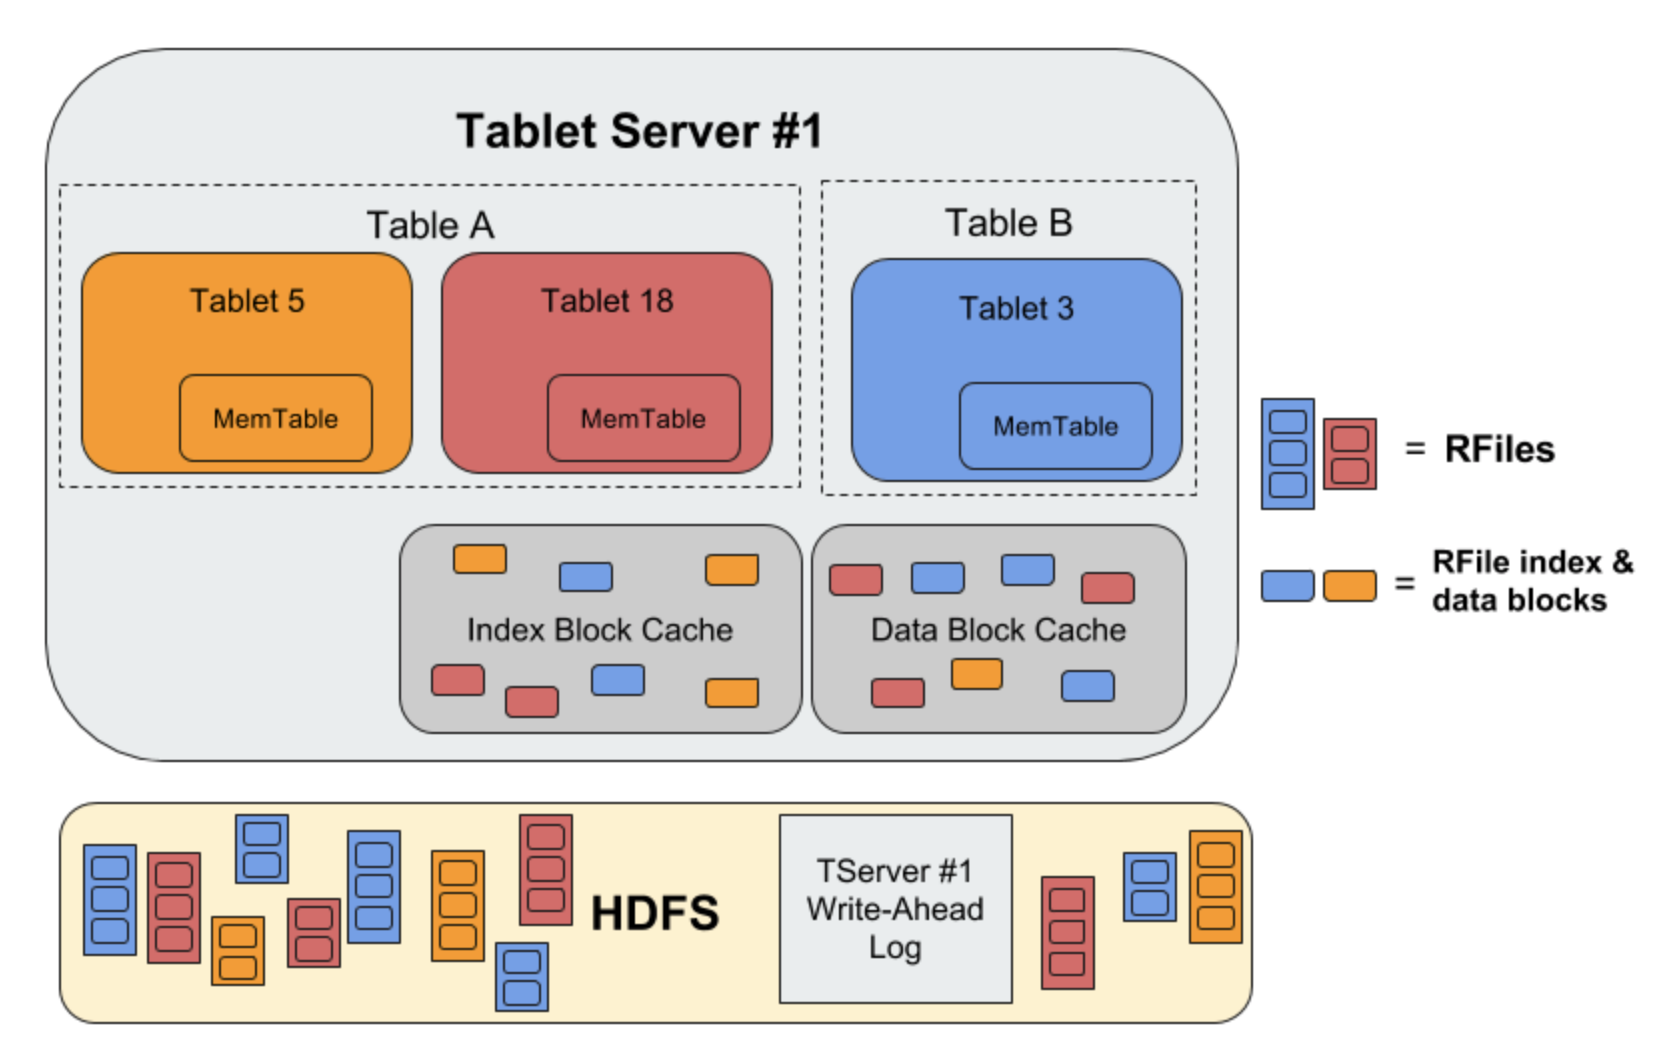 Tablet Server #1
Table A
Table B
Tablet 5
Tablet 18
Tablet 3
MemTable
MemTable
MemTable
= RFiles
Index Block Cache
Data Block Cache
= RFile index &
data blocks
HDFS
TServer #1
Write-Ahead
Log